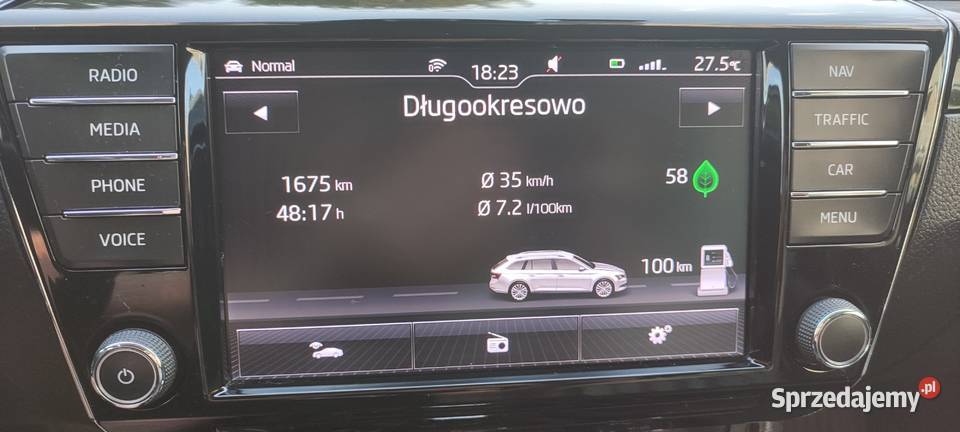 RADIO
MEDIA
PHONE
VOICE
Normal
18:23
27.5°C
Długookresowo
1675 km
48:17 h
Ø 35 km/h
Ø 7.2 l/100km
58
100 km
NAV
TRAFFIC
CAR
MENU
Sprzedajemy.pl